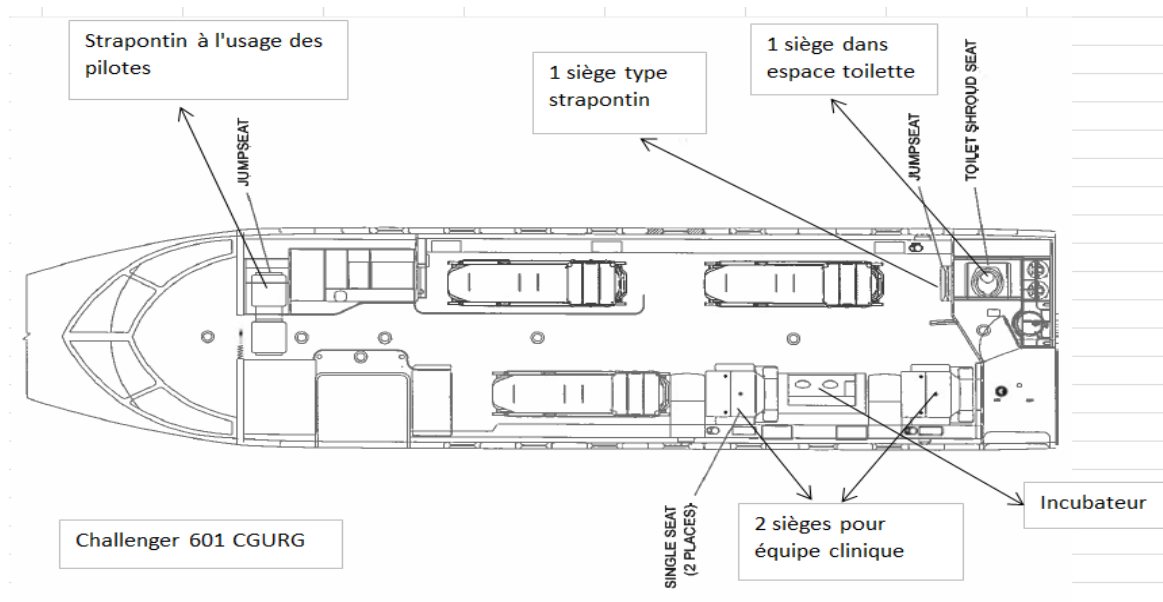 Strapontin à l'usage des
pilotes
1 siège type
strapontin
1 siège dans
espace toilette
JUMPSEAT
JUMPSEAT
TOILET SHROUD SEAT
SINGLE SEAT
(2 PLACES)
2 sièges pour
équipe clinique
Incubateur
Challenger 601 CGURG